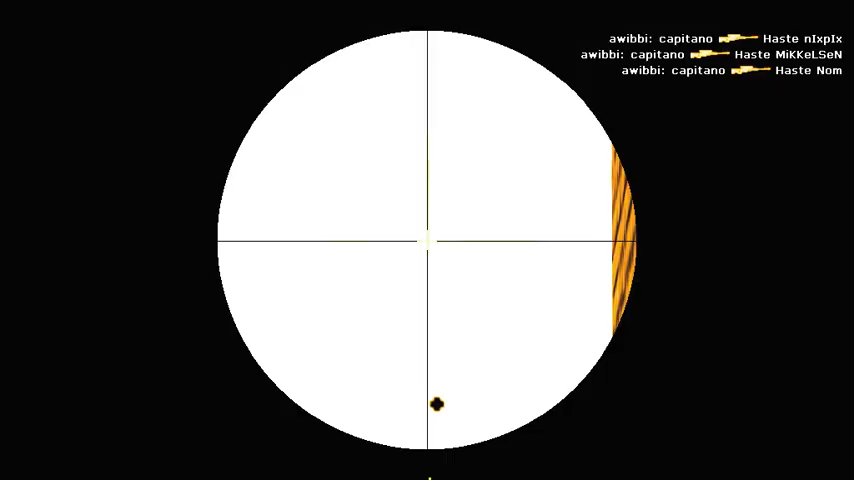 awibbi: capitano Haste nIxpIx
awibbi: capitano Haste MiKKeLSeN
awibbi: capitano Haste Nom